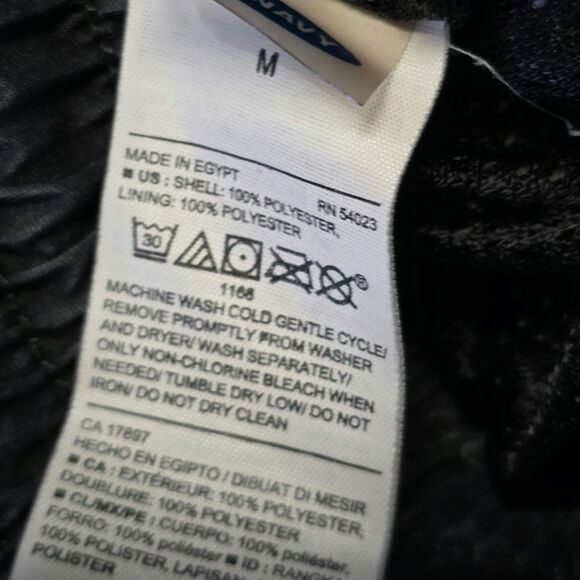 NAVY
M
MADE IN EGYPT
RN 54023
■ US : SHELL: 100% POLYESTER,
LINING: 100% POLYESTER
30
®
1168
MACHINE WASH COLD GENTLE CYCLE/
REMOVE PROMPTLY FROM WASHER
AND DRYER/ WASH SEPARATELY/
ONLY NON-CHLORINE BLEACH WHEN
NEEDED/ TUMBLE DRY LOW/ DO NOT
IRON/ DO NOT DRY CLEAN
CA 17897
HECHO EN EGIPTO / DIBUAT DI MESIR
■ CA : EXTÉRIEUR: 100% POLYESTER,
DOUBLURE: 100% POLYESTER
■ CL/MX/PE : CUERPO: 100% poliéster,
FORRO: 100% poliéster ■ ID : RANGKA
100% POLISTER, LAPISAN
POLISTER